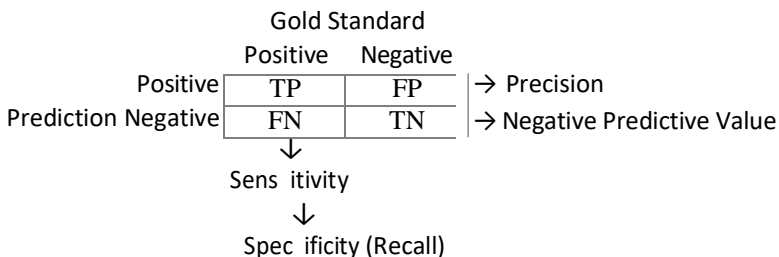 Gold Standard
Positive Negative
Positive TP FP → Precision
Prediction Negative FN TN → Negative Predictive Value
↓
Sens itivity
↓
Spec ificity (Recall)